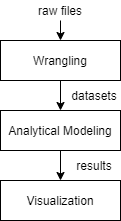 raw files
Wrangling
datasets
Analytical Modeling
results
Visualization